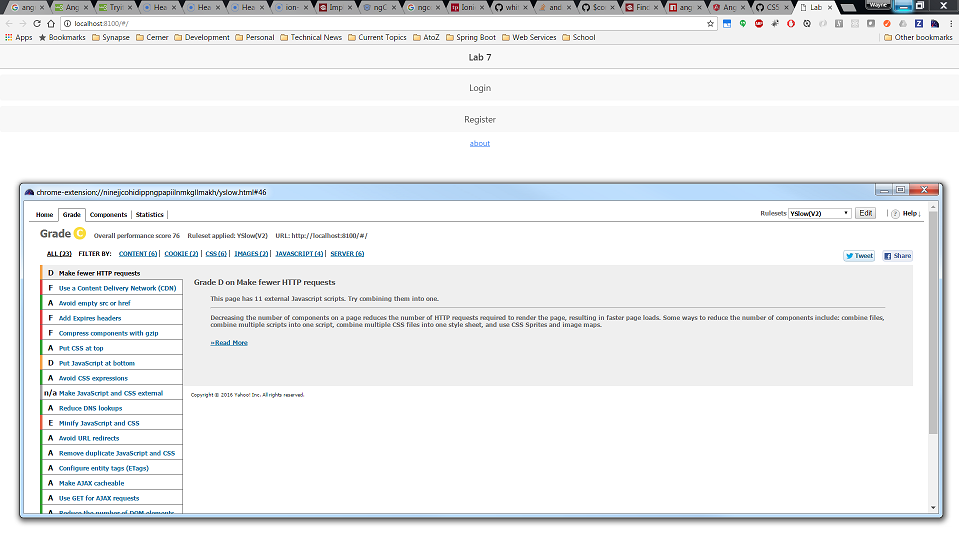 ang Ang Tryi Hea Hea Hea Hea ion- Imp ngC ngc Ioni whi and $cc Finc ang Ang CS5 Lab Wayne
localhost:8100/#/
Apps Bookmarks Synapse Cerner Development Personal Technical News Current Topics AtoZ Spring Boot Web Services School Other bookmarks
Lab 7
Login
Register
about
chrome-extension://ninejjcohidippngpapiilnmkgllmakh/yslow.html#46
Home Grade Components Statistics Rulesets YSlow(V2) Edit | ? Help ↓
Grade C Overall performance score 76 Ruleset applied: YSlow(V2) URL: http://localhost:8100/#/
ALL (23) FILTER BY: CONTENT (6) | COOKIE (2) | CSS (6) | IMAGES (2) | JAVASCRIPT (4) | SERVER (6)
Tweet Share
D Make fewer HTTP requests
F Use a Content Delivery Network (CDN)
A Avoid empty src or href
F Add Expires headers
F Compress components with gzip
A Put CSS at top
D Put JavaScript at bottom
A Avoid CSS expressions
n/a Make JavaScript and CSS external
A Reduce DNS lookups
E Minify JavaScript and CSS
A Avoid URL redirects
A Remove duplicate JavaScript and CSS
A Configure entity tags (ETags)
A Make AJAX cacheable
A Use GET for AJAX requests
A Reduce the number of DOM elements
Grade D on Make fewer HTTP requests
This page has 11 external Javascript scripts. Try combining them into one.
Decreasing the number of components on a page reduces the number of HTTP requests required to render the page, resulting in faster page loads. Some ways to reduce the number of components include: combine files,
combine multiple scripts into one script, combine multiple CSS files into one style sheet, and use CSS Sprites and image maps.
»Read More
Copyright © 2016 Yahoo! Inc. All rights reserved.